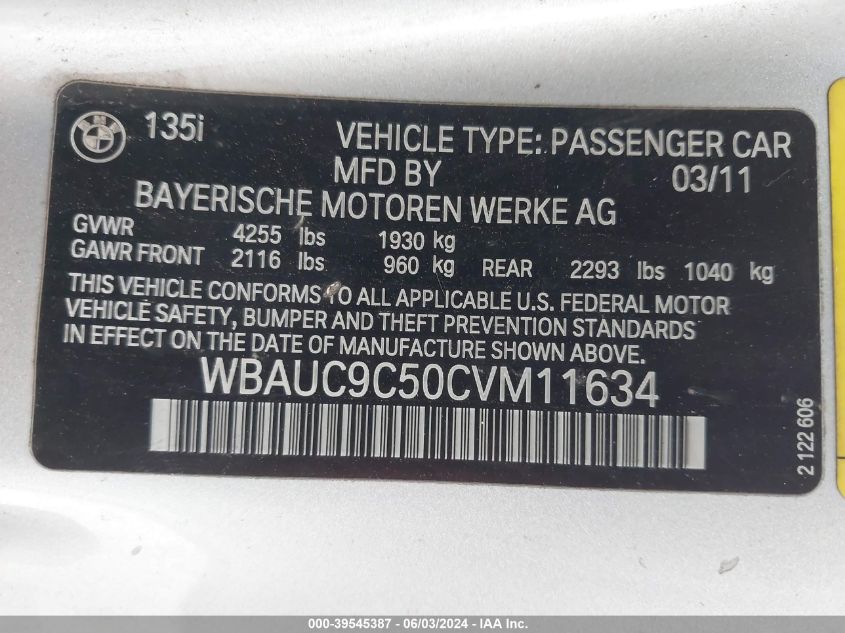 BMW
135i VEHICLE TYPE: PASSENGER CAR
MFD BY 03/11
BAYERISCHE MOTOREN WERKE AG
GVWR 4255 lbs 1930 kg
GAWR FRONT 2116 lbs 960 kg REAR 2293 lbs 1040 kg
THIS VEHICLE CONFORMS TO ALL APPLICABLE U.S. FEDERAL MOTOR
VEHICLE SAFETY, BUMPER AND THEFT PREVENTION STANDARDS
IN EFFECT ON THE DATE OF MANUFACTURE SHOWN ABOVE.
WBAUC9C50CVM11634
2 122 606
000-39545387 - 06/03/2024 - IAAI.com